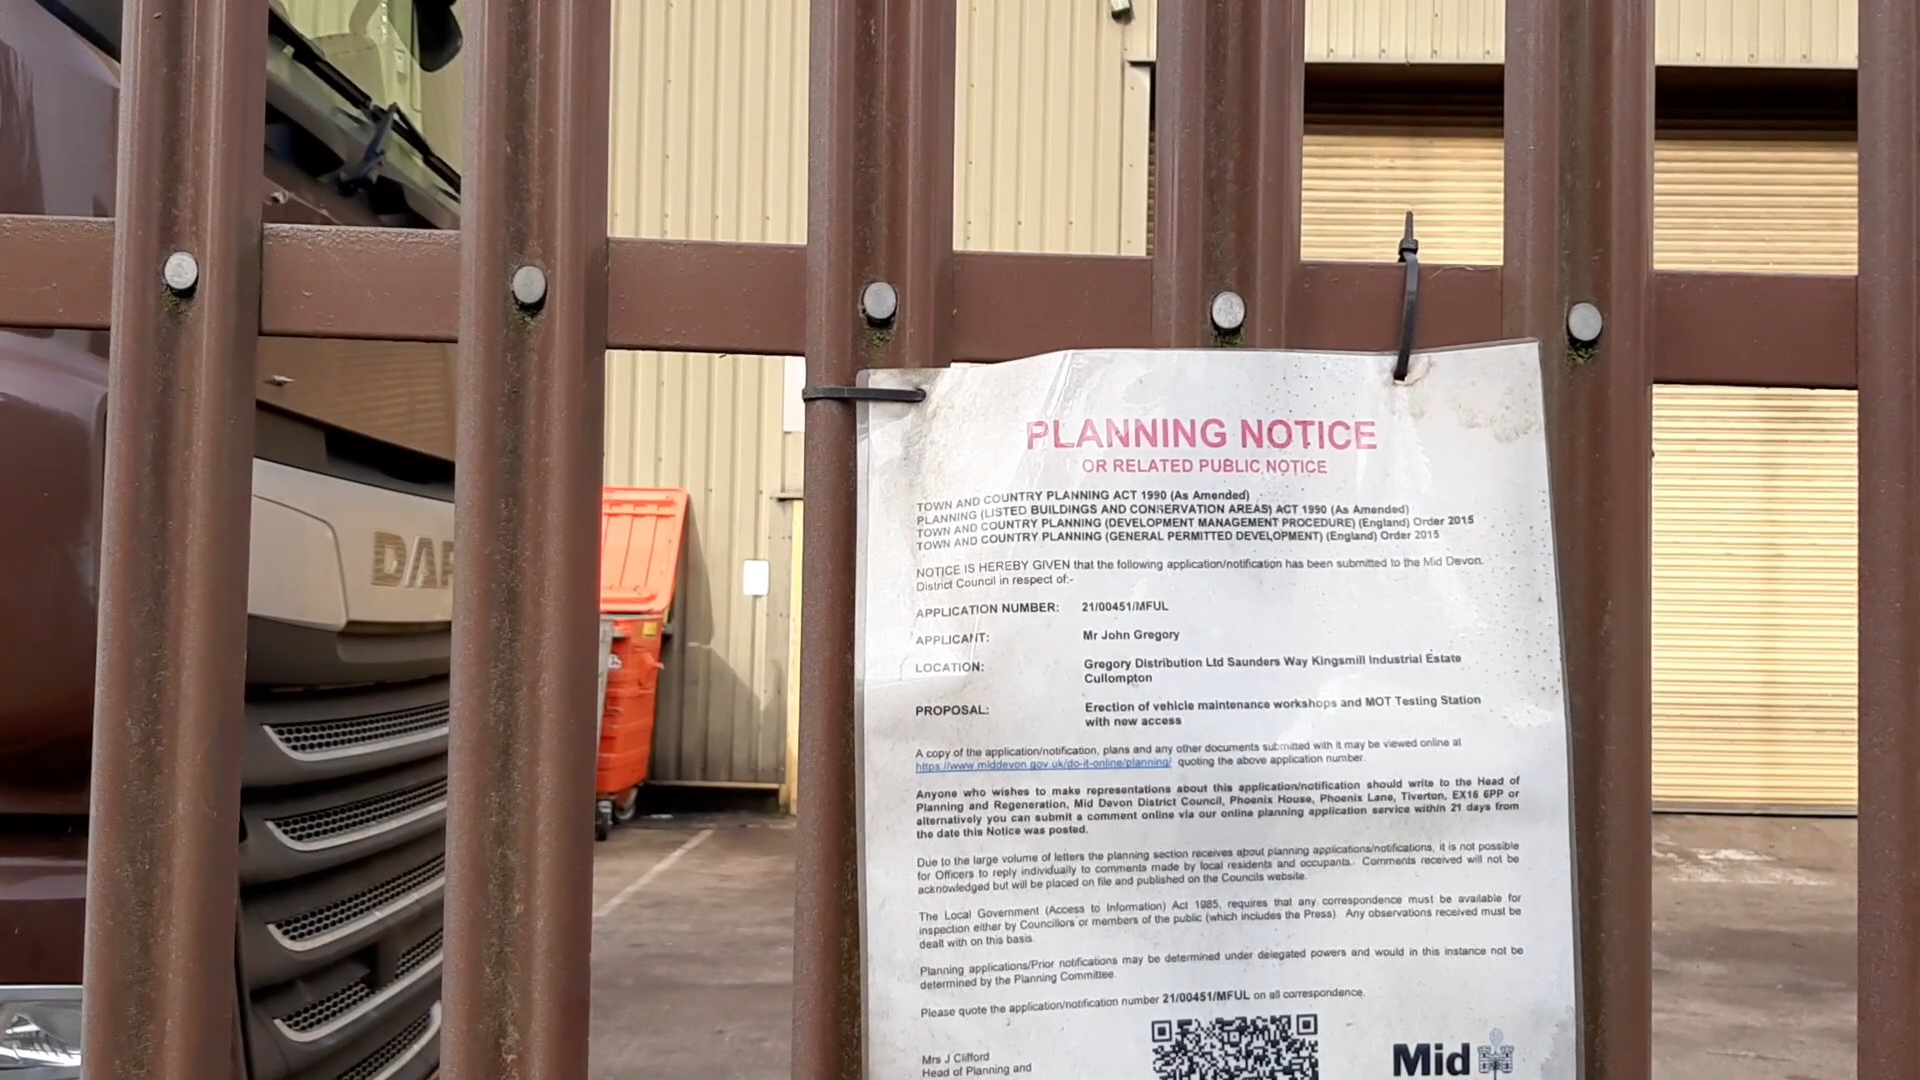 DAF
PLANNING NOTICE
OR RELATED PUBLIC NOTICE
TOWN AND COUNTRY PLANNING ACT 1990 (As Amended)
PLANNING (LISTED BUILDINGS AND CONSERVATION AREAS) ACT 1990 (As Amended)
TOWN AND COUNTRY PLANNING (DEVELOPMENT MANAGEMENT PROCEDURE) (England) Order 2015
TOWN AND COUNTRY PLANNING (GENERAL PERMITTED DEVELOPMENT) (England) Order 2015
NOTICE IS HEREBY GIVEN that the following application/notification has been submitted to the Mid Devon
District Council in respect of:-
APPLICATION NUMBER: 21/00451/MFUL
APPLICANT: Mr John Gregory
LOCATION: Gregory Distribution Ltd Saunders Way Kingsmill Industrial Estate
Cullompton
PROPOSAL: Erection of vehicle maintenance workshops and MOT Testing Station
with new access
A copy of the application/notification, plans and any other documents submitted with it may be viewed online at
https://www.middevon.gov.uk/do-it-online/planning/ quoting the above application number.
Anyone who wishes to make representations about this application/notification should write to the Head of
Planning and Regeneration, Mid Devon District Council, Phoenix House, Phoenix Lane, Tiverton, EX16 6PP or
alternatively you can submit a comment online via our online planning application service within 21 days from
the date this Notice was posted.
Due to the large volume of letters the planning section receives about planning applications/notifications, it is not possible
for Officers to reply individually to comments made by local residents and occupants. Comments received will not be
acknowledged but will be placed on file and published on the Councils website.
The Local Government (Access to Information) Act 1985, requires that any correspondence must be available for
inspection either by Councillors or members of the public (which includes the Press). Any observations received must be
dealt with on this basis.
Planning applications/Prior notifications may be determined under delegated powers and would in this instance not be
determined by the Planning Committee.
Please quote the application/notification number 21/00451/MFUL on all correspondence.
Mrs J Clifford
Head of Planning and
Mid